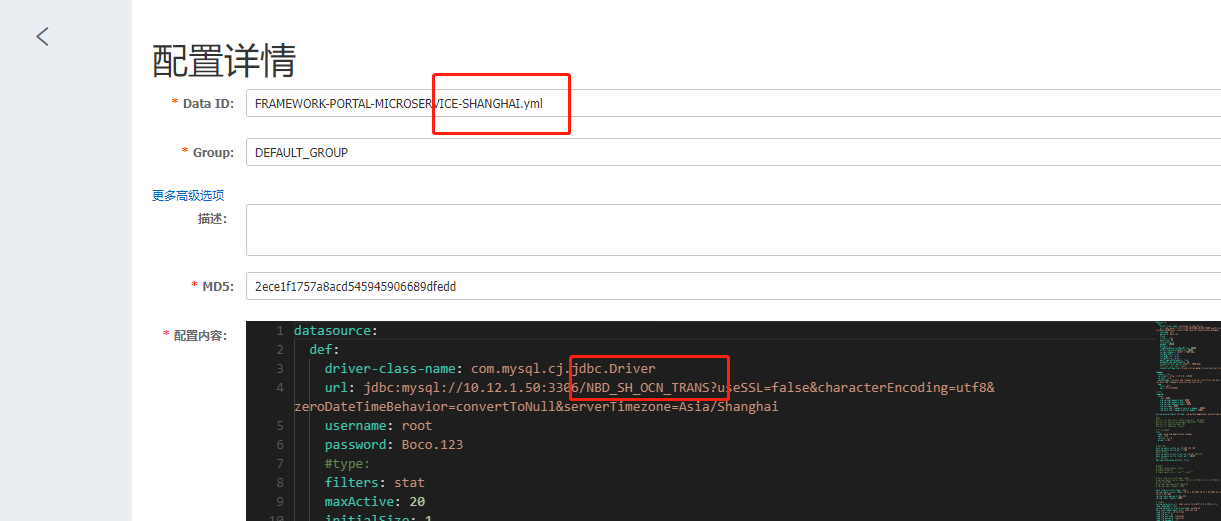 配置详情
* Data ID: FRAMEWORK-PORTAL-MICROSERVICE-SHANGHAI.yml
* Group: DEFAULT_GROUP
更多高级选项
描述:
* MD5: 2ece1f1757a8acd545945906689dfedd
* 配置内容:
1 datasource:
2 def:
3 driver-class-name: com.mysql.cj.jdbc.Driver
4 url: jdbc:mysql://10.12.1.50:3306/NBD_SH_OCN_TRANS?useSSL=false&characterEncoding=utf8&
zeroDateTimeBehavior=convertToNull&serverTimezone=Asia/Shanghai
5 username: root
6 password: Boco.123
7 #type:
8 filters: stat
9 maxActive: 20
10 initialSize: 1